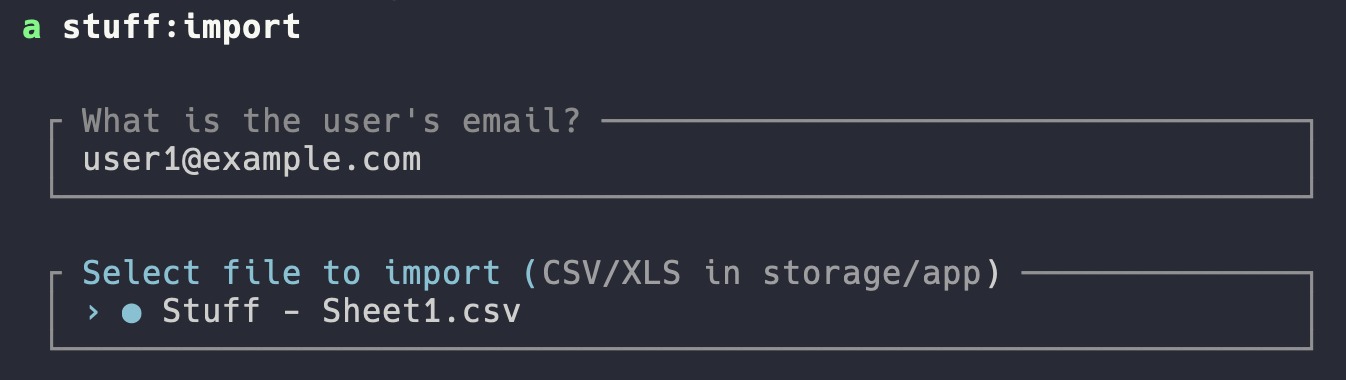 a stuff:import
What is the user's email?
user1@example.com
Select file to import (CSV/XLS in storage/app)
› ● Stuff - Sheet1.csv